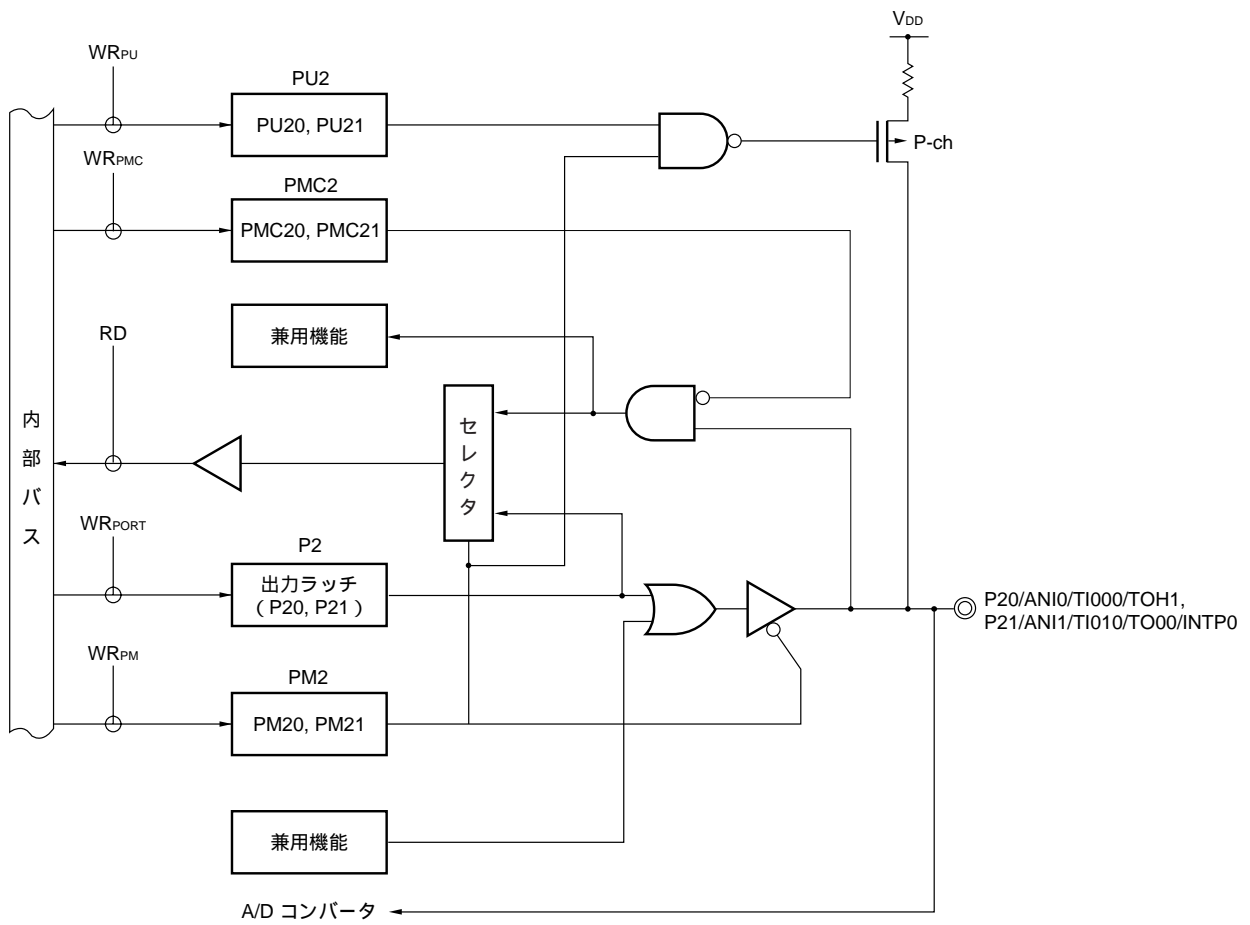 VDD
WRPU
PU2
PU20, PU21
P-ch
WRPMC
PMC2
PMC20, PMC21
RD
兼用機能
内部バス
セレクタ
WRPORT
P2
出力ラッチ
（P20, P21）
P20/ANI0/TI000/TOH1,
P21/ANI1/TI010/TO00/INTP0
WRPM
PM2
PM20, PM21
兼用機能
A/D コンバータ